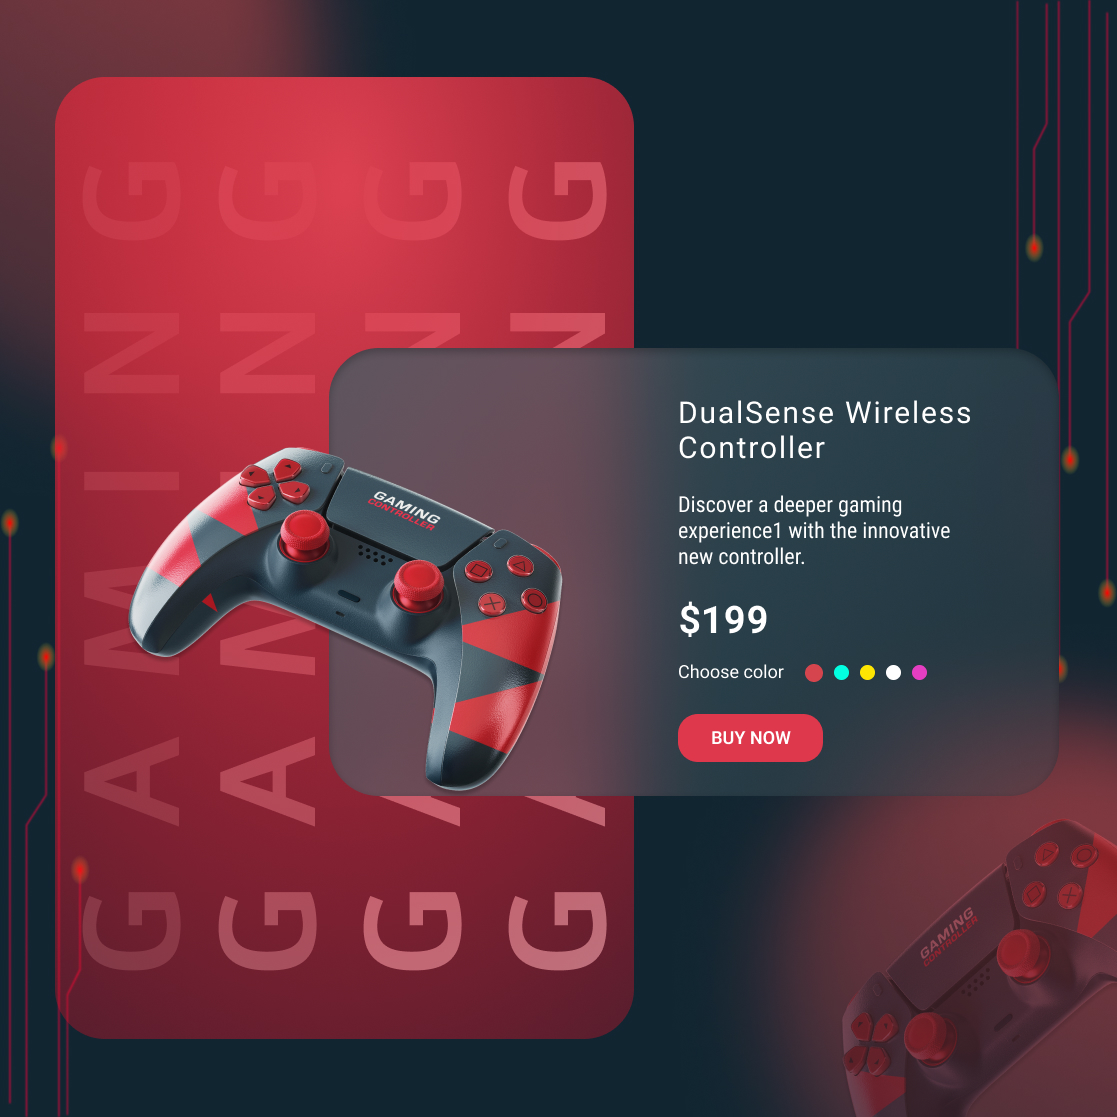 GAMING
GAMING
GAMING
GAMING
GAMING
CONTROLLER
DualSense Wireless
Controller
Discover a deeper gaming
experience1 with the innovative
new controller.
$199
Choose color
BUY NOW
GAMING
CONTROLLER